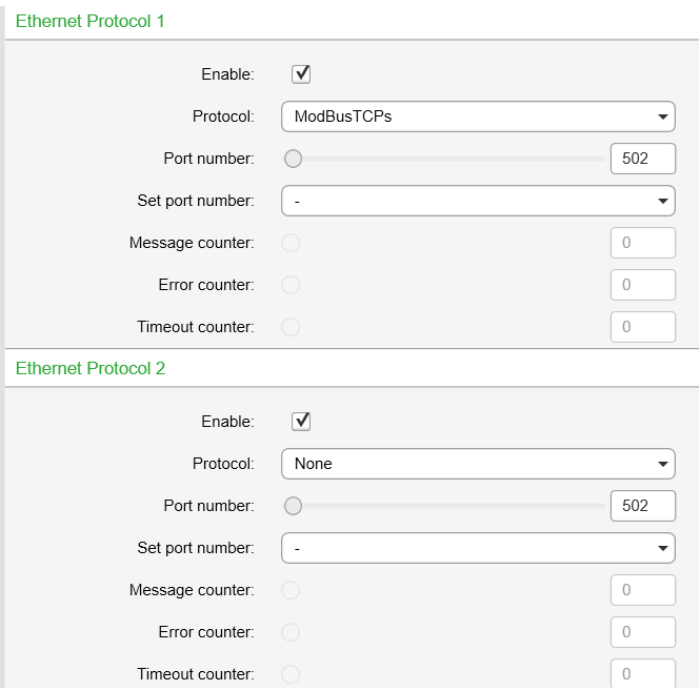 Ethernet Protocol 1
Enable:
Protocol: ModBusTCPs
Port number: 502
Set port number: -
Message counter: 0
Error counter: 0
Timeout counter: 0
Ethernet Protocol 2
Enable:
Protocol: None
Port number: 502
Set port number: -
Message counter: 0
Error counter: 0
Timeout counter: 0